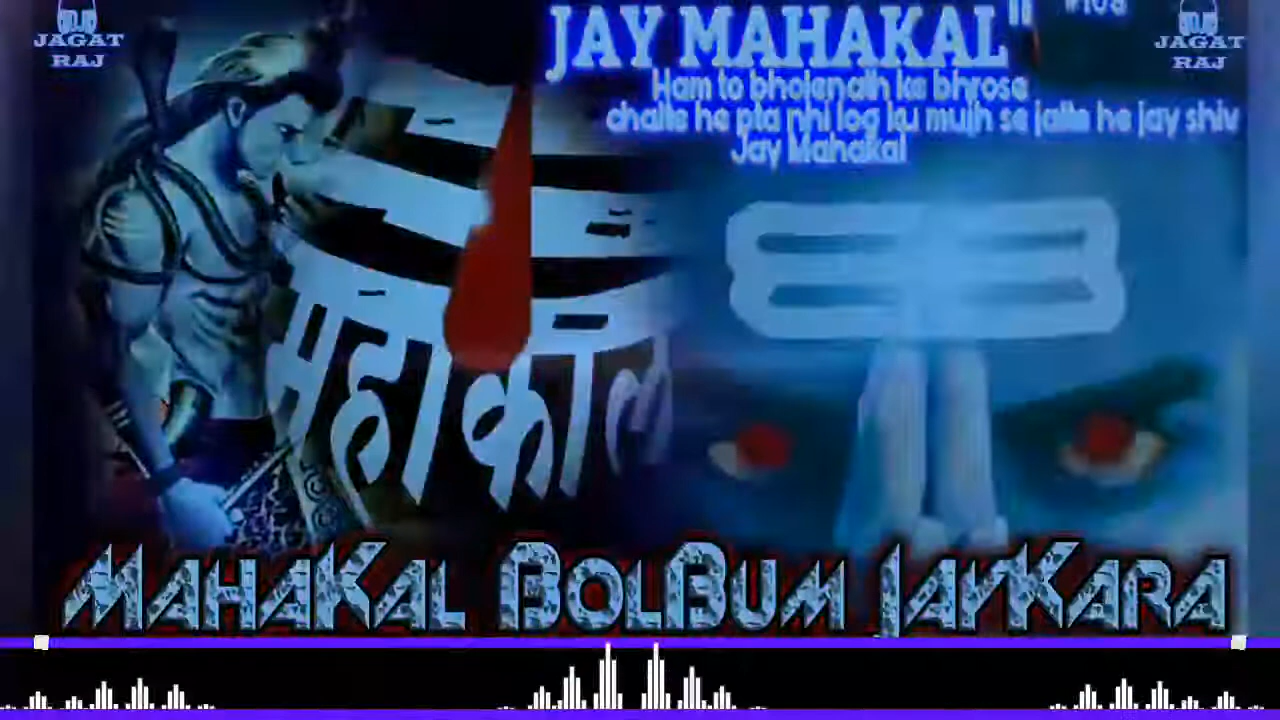 JAGAT
RAJ
JAY MAHAKAL"
#108
JAGAT
RAJ
Ham to bholenath ke bhrose
chalte he pta nhi log ku mujh se jalte he jay shiv
Jay Mahakal
महाकाल
MAHAKAL BOLBUM JAYKARA